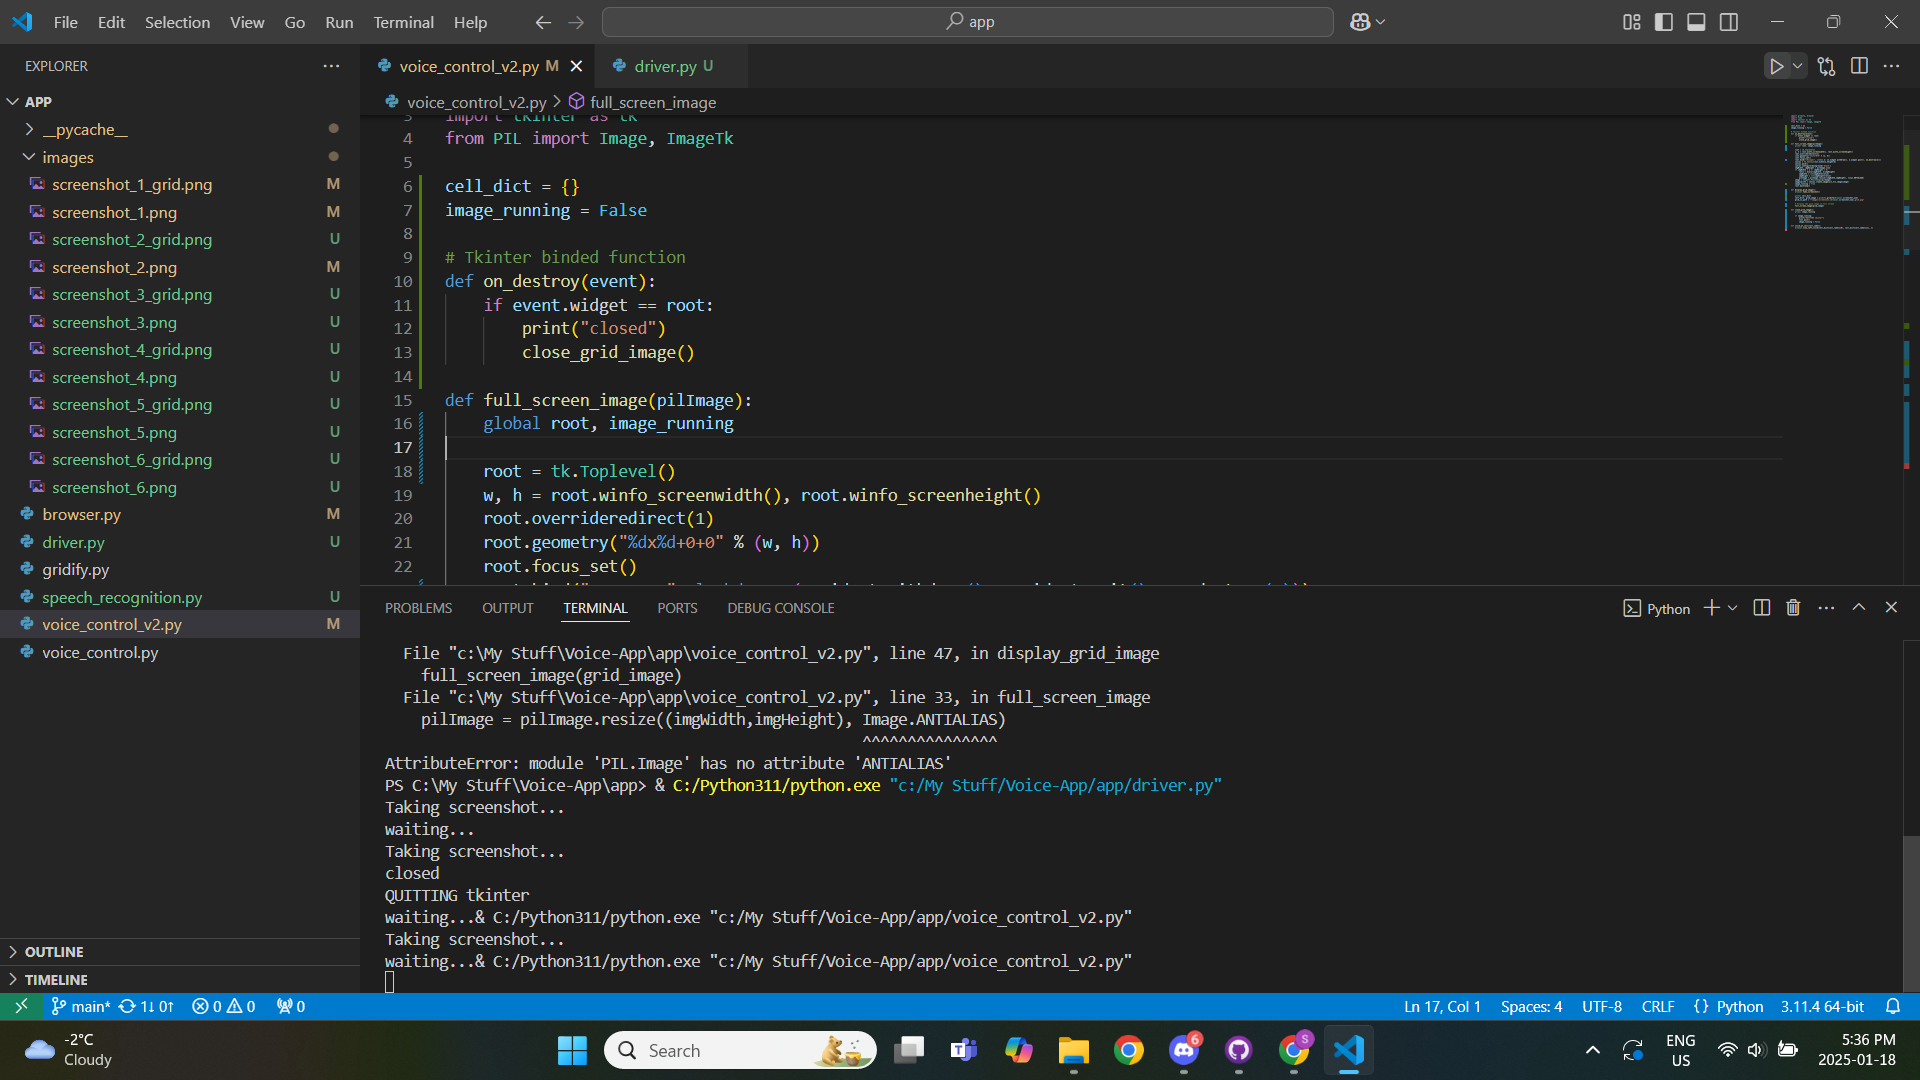 File Edit Selection View Go Run Terminal Help
app
EXPLORER
APP
__pycache__
images
screenshot_1_grid.png M
screenshot_1.png M
screenshot_2_grid.png U
screenshot_2.png M
screenshot_3_grid.png U
screenshot_3.png U
screenshot_4_grid.png U
screenshot_4.png U
screenshot_5_grid.png U
screenshot_5.png U
screenshot_6_grid.png U
screenshot_6.png U
browser.py M
driver.py U
gridify.py
speech_recognition.py U
voice_control_v2.py M
voice_control.py
OUTLINE
TIMELINE
voice_control_v2.py M
driver.py U
voice_control_v2.py > full_screen_image
3 import tkinter as tk
4 from PIL import Image, ImageTk
5
6 cell_dict = {}
7 image_running = False
8
9 # Tkinter binded function
10 def on_destroy(event):
11 if event.widget == root:
12 print("closed")
13 close_grid_image()
14
15 def full_screen_image(pilImage):
16 global root, image_running
17
18 root = tk.Toplevel()
19 w, h = root.winfo_screenwidth(), root.winfo_screenheight()
20 root.overrideredirect(1)
21 root.geometry("%dx%d+0+0" % (w, h))
22 root.focus_set()
PROBLEMS OUTPUT TERMINAL PORTS DEBUG CONSOLE
Python
File "c:\My Stuff\Voice-App\app\voice_control_v2.py", line 47, in display_grid_image
full_screen_image(grid_image)
File "c:\My Stuff\Voice-App\app\voice_control_v2.py", line 33, in full_screen_image
pilImage = pilImage.resize((imgWidth,imgHeight), Image.ANTIALIAS)
^^^^^^^^^^^^^^^
AttributeError: module 'PIL.Image' has no attribute 'ANTIALIAS'
PS C:\My Stuff\Voice-App\app> & C:/Python311/python.exe "c:/My Stuff/Voice-App/app/driver.py"
Taking screenshot...
waiting...
Taking screenshot...
closed
QUITTING tkinter
waiting...& C:/Python311/python.exe "c:/My Stuff/Voice-App/app/voice_control_v2.py"
Taking screenshot...
waiting...& C:/Python311/python.exe "c:/My Stuff/Voice-App/app/voice_control_v2.py"
main* 1↓ 0↑ 0 0 0
Ln 17, Col 1 Spaces: 4 UTF-8 CRLF {} Python 3.11.4 64-bit
-2°C
Cloudy
Search
6
S
ENG
US
5:36 PM
2025-01-18